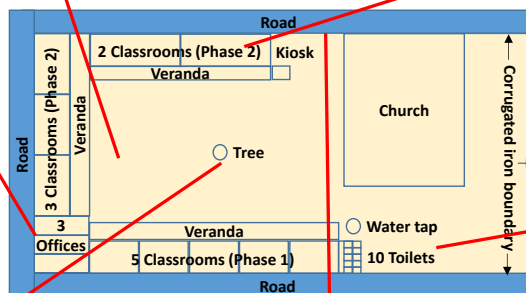 Road
2 Classrooms (Phase 2)
Kiosk
Veranda
3 Classrooms (Phase 2)
Veranda
Road
Church
Corrugated iron boundary
Tree
3
Offices
Veranda
Water tap
5 Classrooms (Phase 1)
10 Toilets
Road